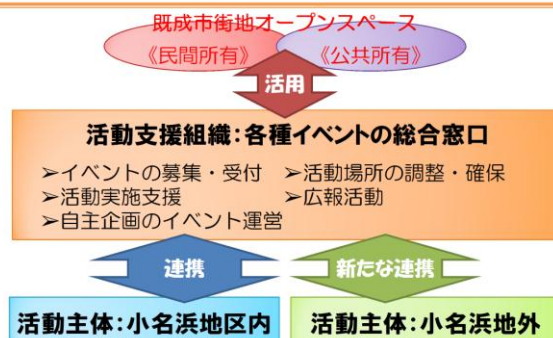 既成市街地オープンスペース
《民間所有》 《公共所有》
活用
活動支援組織：各種イベントの総合窓口
➢イベントの募集・受付 ➢活動場所の調整・確保
➢活動実施支援 ➢広報活動
➢自主企画のイベント運営
連携 新たな連携
活動主体：小名浜地区内 活動主体：小名浜地外